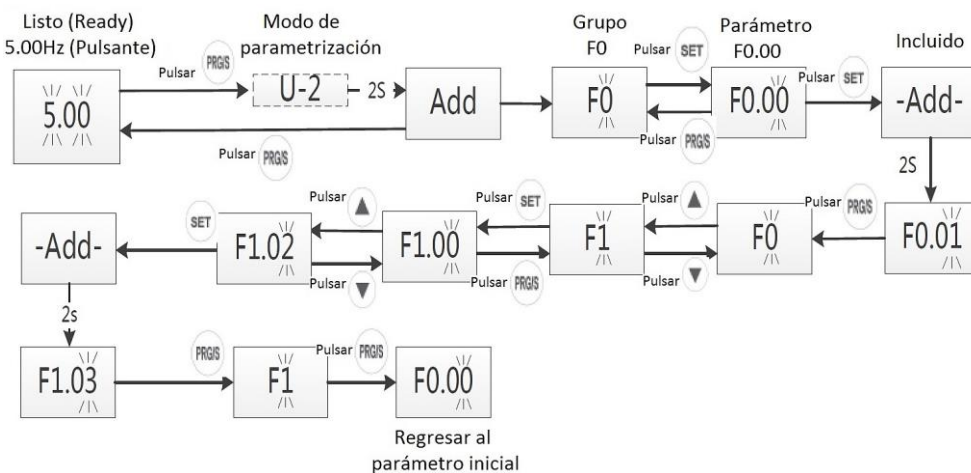 Listo (Ready)
5.00Hz (Pulsante)
Modo de
parametrización
Grupo
F0
Parámetro
F0.00
Incluido
Pulsar PRG/S
Pulsar SET
Pulsar SET
5.00
U-2
2S
Add
F0
F0.00
-Add-
Pulsar PRG/S
Pulsar PRG/S
2S
SET
Pulsar ▲
Pulsar SET
Pulsar ▲
Pulsar PRG/S
-Add-
F1.02
F1.00
F1
F0
F0.01
Pulsar ▼
Pulsar PRG/S
Pulsar ▼
2s
PRG/S
Pulsar PRG/S
F1.03
F1
F0.00
Regresar al
parámetro inicial